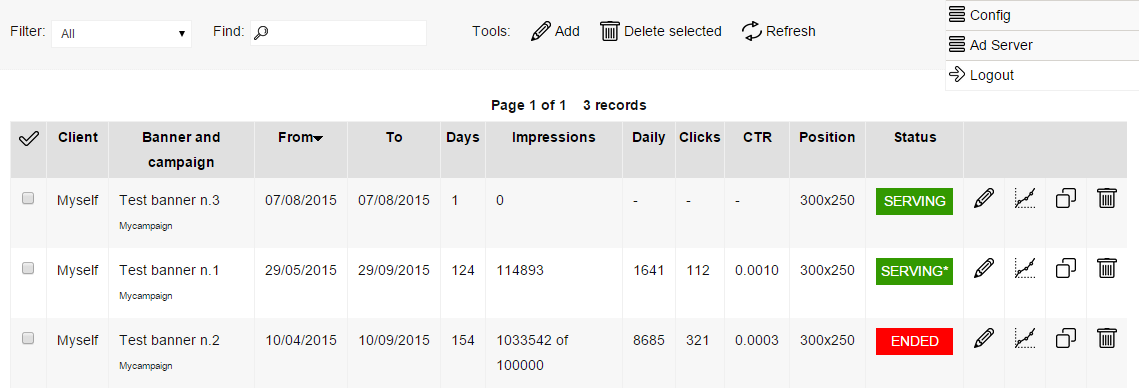 Filter: All Find: Tools: Add Delete selected Refresh
Config
Ad Server
Logout
Page 1 of 1 3 records
Client Banner and campaign From To Days Impressions Daily Clicks CTR Position Status
Myself Test banner n.3 07/08/2015 07/08/2015 1 0 - - - 300x250 SERVING
Mycampaign
Myself Test banner n.1 29/05/2015 29/09/2015 124 114893 1641 112 0.0010 300x250 SERVING*
Mycampaign
Myself Test banner n.2 10/04/2015 10/09/2015 154 1033542 of 100000 8685 321 0.0003 300x250 ENDED
Mycampaign